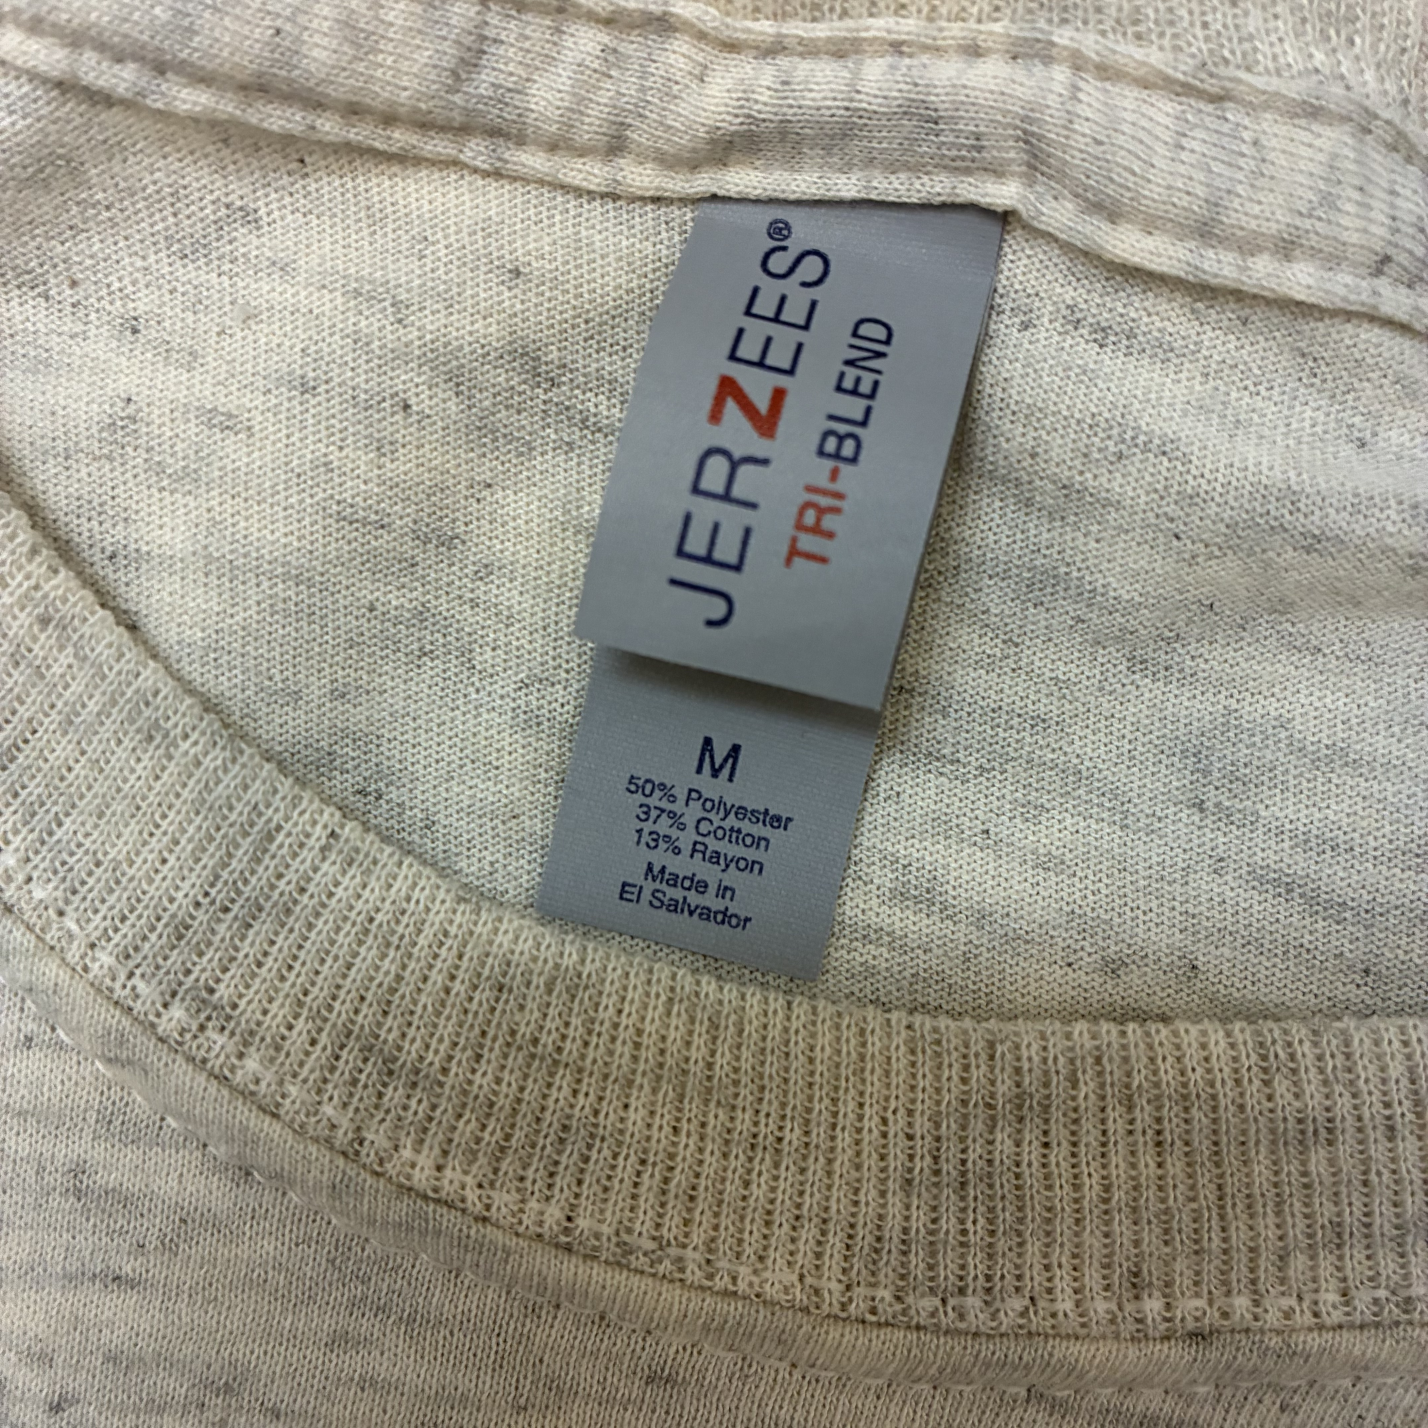 JERZEES®
TRI-BLEND
M
50% Polyester
37% Cotton
13% Rayon
Made in
El Salvador